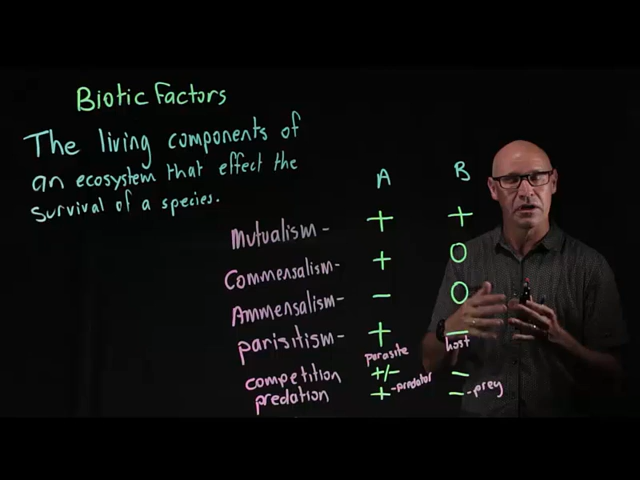 Biotic Factors
The living components of
an ecosystem that effect the
survival of a species.
A B
Mutualism - + +
Commensalism - + 0
Ammensalism - - 0
parisitism - + -
parasite host
competition +/- -
predation + -predator - -prey